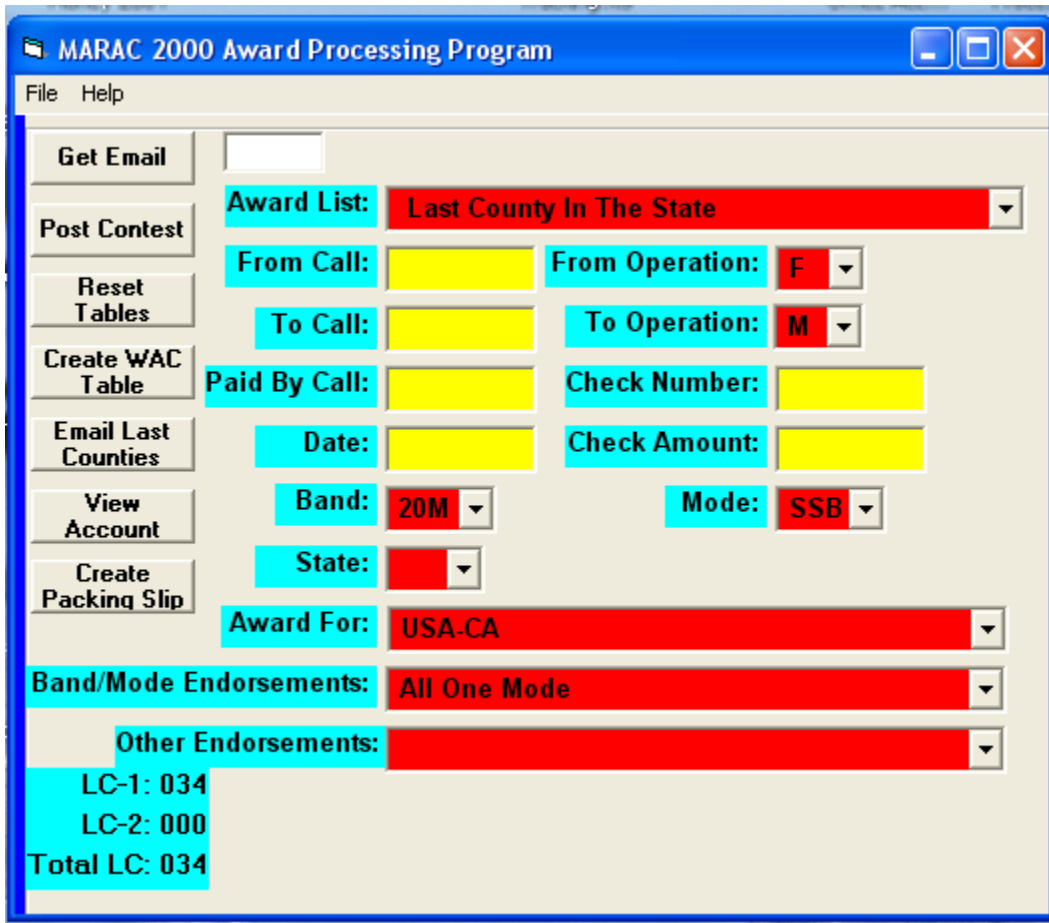 MARAC 2000 Award Processing Program
File Help
Get Email
Award List: Last County In The State
Post Contest
From Call: From Operation: F
Reset
Tables
To Call: To Operation: M
Create WAC
Table
Paid By Call: Check Number:
Email Last
Counties
Date: Check Amount:
View
Account
Band: 20M Mode: SSB
State:
Create
Packing Slip
Award For: USA-CA
Band/Mode Endorsements: All One Mode
Other Endorsements:
LC-1: 034
LC-2: 000
Total LC: 034